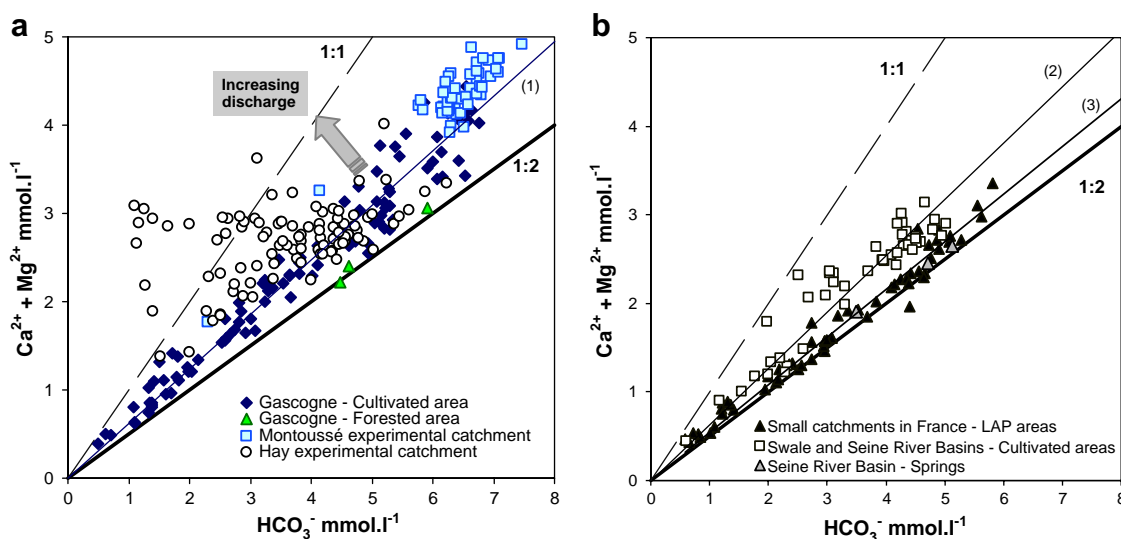 a
Ca²⁺ + Mg²⁺ mmol.l⁻¹
5
4
3
2
1
0
1:1
Increasing
discharge
(1)
1:2
Gascogne - Cultivated area
Gascogne - Forested area
Montoussé experimental catchment
Hay experimental catchment
0 1 2 3 4 5 6 7 8
HCO₃⁻ mmol.l⁻¹
b
Ca²⁺ + Mg²⁺ mmol.l⁻¹
5
4
3
2
1
0
1:1
(2)
(3)
1:2
Small catchments in France - LAP areas
Swale and Seine River Basins - Cultivated areas
Seine River Basin - Springs
0 1 2 3 4 5 6 7 8
HCO₃⁻ mmol.l⁻¹